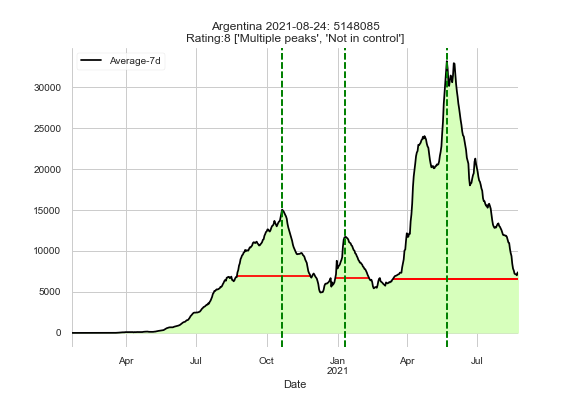 Argentina 2021-08-24: 5148085
Rating:8 ['Multiple peaks', 'Not in control']
Average-7d
30000
25000
20000
15000
10000
5000
0
Apr Jul Oct Jan Apr Jul
2021
Date